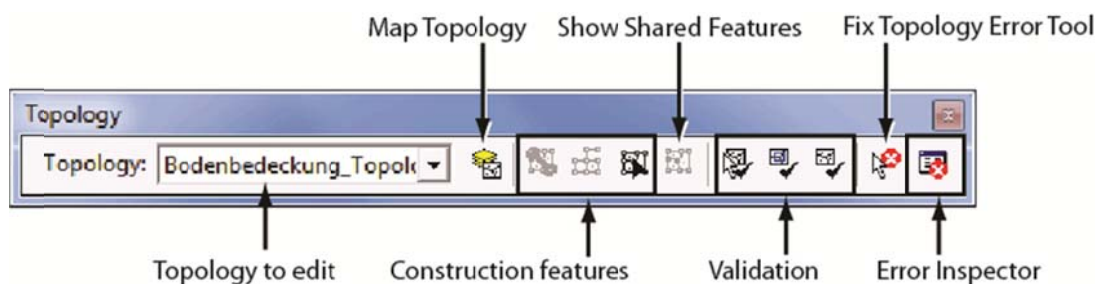 Map Topology Show Shared Features Fix Topology Error Tool
Topology
Topology: Bodenbedeckung_Topolo
Topology to edit Construction features Validation Error Inspector